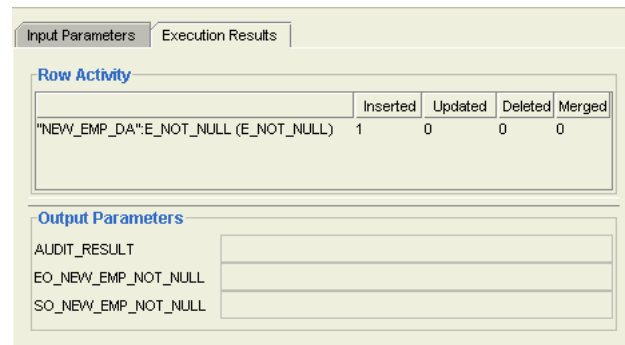 Input Parameters Execution Results
Row Activity
Inserted Updated Deleted Merged
"NEW_EMP_DA":E_NOT_NULL (E_NOT_NULL) 1 0 0 0
Output Parameters
AUDIT_RESULT
EO_NEW_EMP_NOT_NULL
SO_NEW_EMP_NOT_NULL